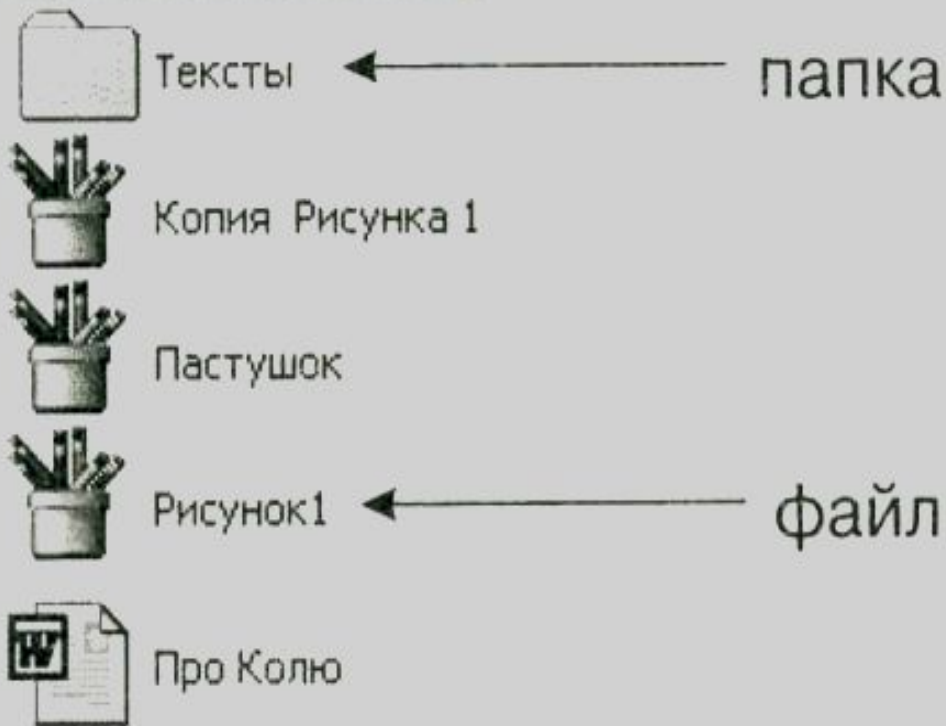 Тексты папка
Копия Рисунка 1
Пастушок
Рисунок1 файл
W
Про Колю